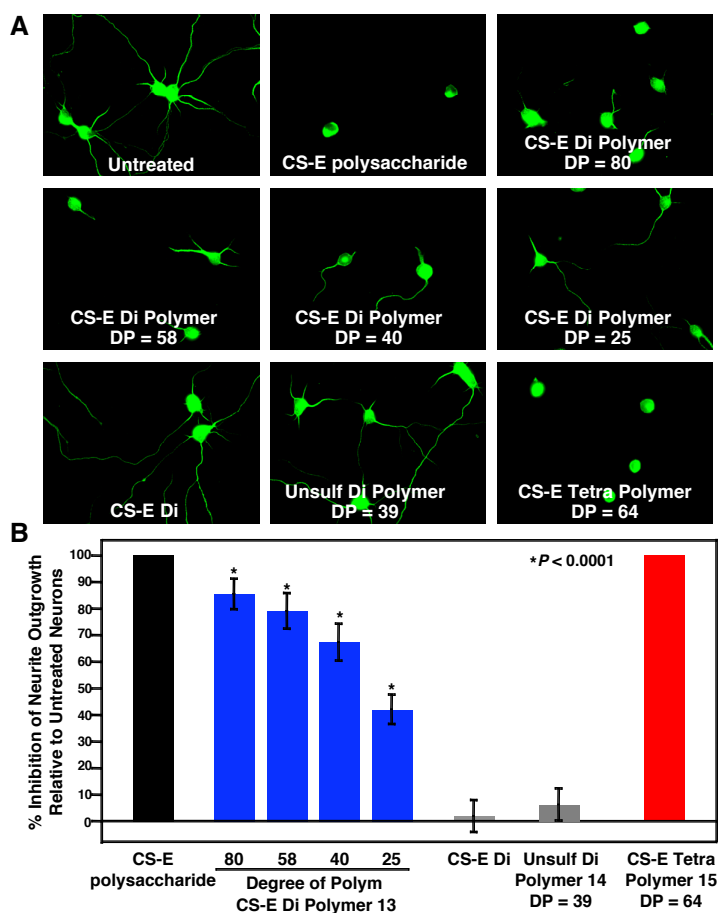 A
Untreated
CS-E polysaccharide
CS-E Di Polymer
DP = 80
CS-E Di Polymer
DP = 58
CS-E Di Polymer
DP = 40
CS-E Di Polymer
DP = 25
CS-E Di
Unsulf Di Polymer
DP = 39
CS-E Tetra Polymer
DP = 64
B
% Inhibition of Neurite Outgrowth
Relative to Untreated Neurons
100
90
80
70
60
50
40
30
20
10
0
*
*
*
*
*P < 0.0001
CS-E
polysaccharide
80 58 40 25
Degree of Polym
CS-E Di Polymer 13
CS-E Di
Unsulf Di
Polymer 14
DP = 39
CS-E Tetra
Polymer 15
DP = 64